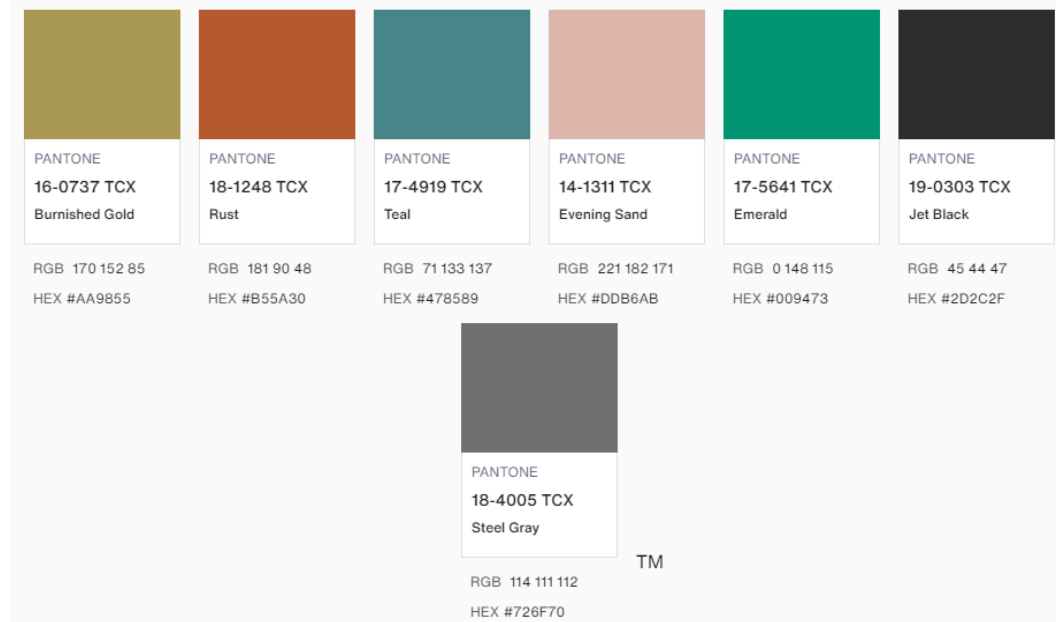 PANTONE
16-0737 TCX
Burnished Gold
RGB 170 152 85
HEX #AA9855
PANTONE
18-1248 TCX
Rust
RGB 181 90 48
HEX #B55A30
PANTONE
17-4919 TCX
Teal
RGB 71 133 137
HEX #478589
PANTONE
14-1311 TCX
Evening Sand
RGB 221 182 171
HEX #DDB6AB
PANTONE
17-5641 TCX
Emerald
RGB 0 148 115
HEX #009473
PANTONE
19-0303 TCX
Jet Black
RGB 45 44 47
HEX #2D2C2F
PANTONE
18-4005 TCX
Steel Gray
TM
RGB 114 111 112
HEX #726F70